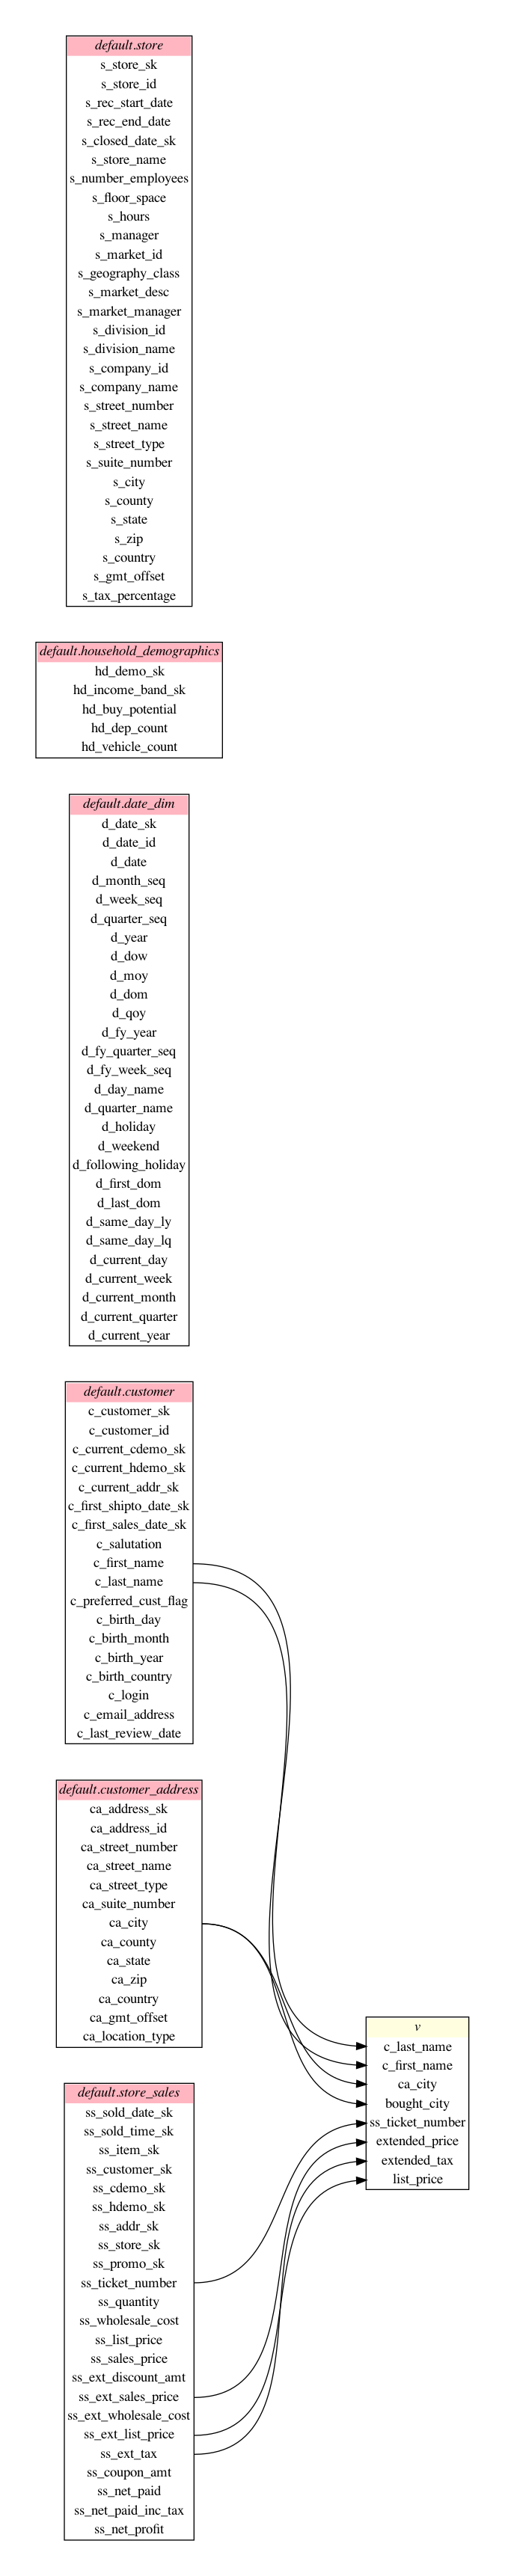 default.store
s_store_sk
s_store_id
s_rec_start_date
s_rec_end_date
s_closed_date_sk
s_store_name
s_number_employees
s_floor_space
s_hours
s_manager
s_market_id
s_geography_class
s_market_desc
s_market_manager
s_division_id
s_division_name
s_company_id
s_company_name
s_street_number
s_street_name
s_street_type
s_suite_number
s_city
s_county
s_state
s_zip
s_country
s_gmt_offset
s_tax_percentage
default.household_demographics
hd_demo_sk
hd_income_band_sk
hd_buy_potential
hd_dep_count
hd_vehicle_count
default.date_dim
d_date_sk
d_date_id
d_date
d_month_seq
d_week_seq
d_quarter_seq
d_year
d_dow
d_moy
d_dom
d_qoy
d_fy_year
d_fy_quarter_seq
d_fy_week_seq
d_day_name
d_quarter_name
d_holiday
d_weekend
d_following_holiday
d_first_dom
d_last_dom
d_same_day_ly
d_same_day_lq
d_current_day
d_current_week
d_current_month
d_current_quarter
d_current_year
default.customer
c_customer_sk
c_customer_id
c_current_cdemo_sk
c_current_hdemo_sk
c_current_addr_sk
c_first_shipto_date_sk
c_first_sales_date_sk
c_salutation
c_first_name
c_last_name
c_preferred_cust_flag
c_birth_day
c_birth_month
c_birth_year
c_birth_country
c_login
c_email_address
c_last_review_date
default.customer_address
ca_address_sk
ca_address_id
ca_street_number
ca_street_name
ca_street_type
ca_suite_number
ca_city
ca_county
ca_state
ca_zip
ca_country
ca_gmt_offset
ca_location_type
default.store_sales
ss_sold_date_sk
ss_sold_time_sk
ss_item_sk
ss_customer_sk
ss_cdemo_sk
ss_hdemo_sk
ss_addr_sk
ss_store_sk
ss_promo_sk
ss_ticket_number
ss_quantity
ss_wholesale_cost
ss_list_price
ss_sales_price
ss_ext_discount_amt
ss_ext_sales_price
ss_ext_wholesale_cost
ss_ext_list_price
ss_ext_tax
ss_coupon_amt
ss_net_paid
ss_net_paid_inc_tax
ss_net_profit
v
c_last_name
c_first_name
ca_city
bought_city
ss_ticket_number
extended_price
extended_tax
list_price